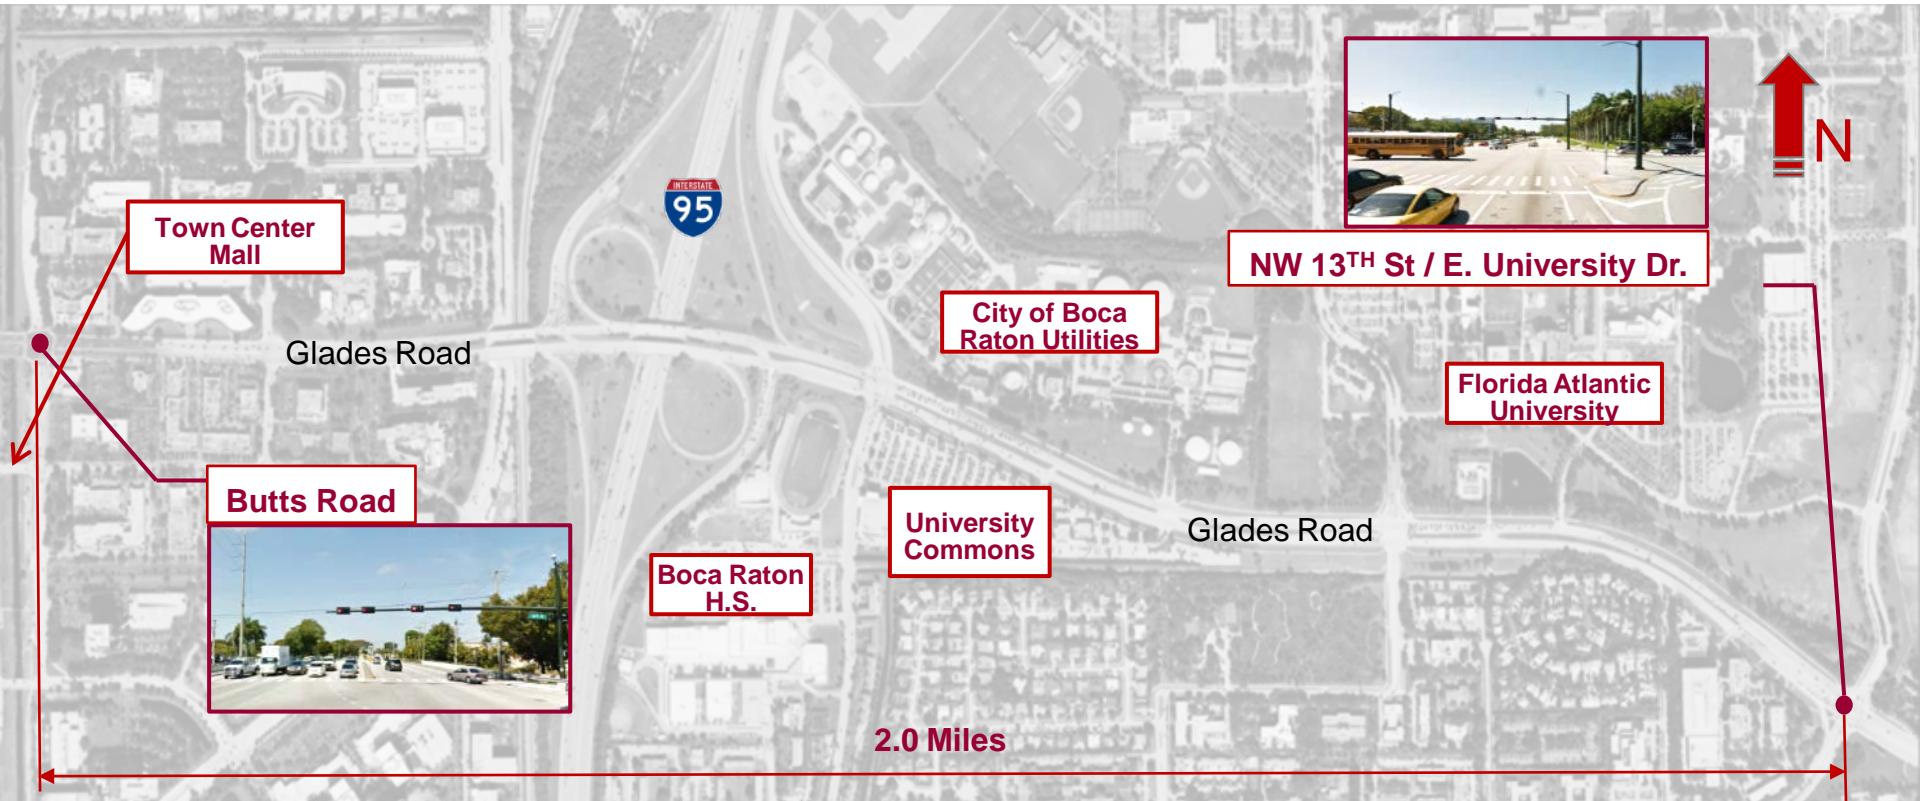 N
INTERSTATE
95
Town Center
Mall
NW 13TH St / E. University Dr.
City of Boca
Raton Utilities
Glades Road
Florida Atlantic
University
Butts Road
University
Commons
Glades Road
Boca Raton
H.S.
2.0 Miles